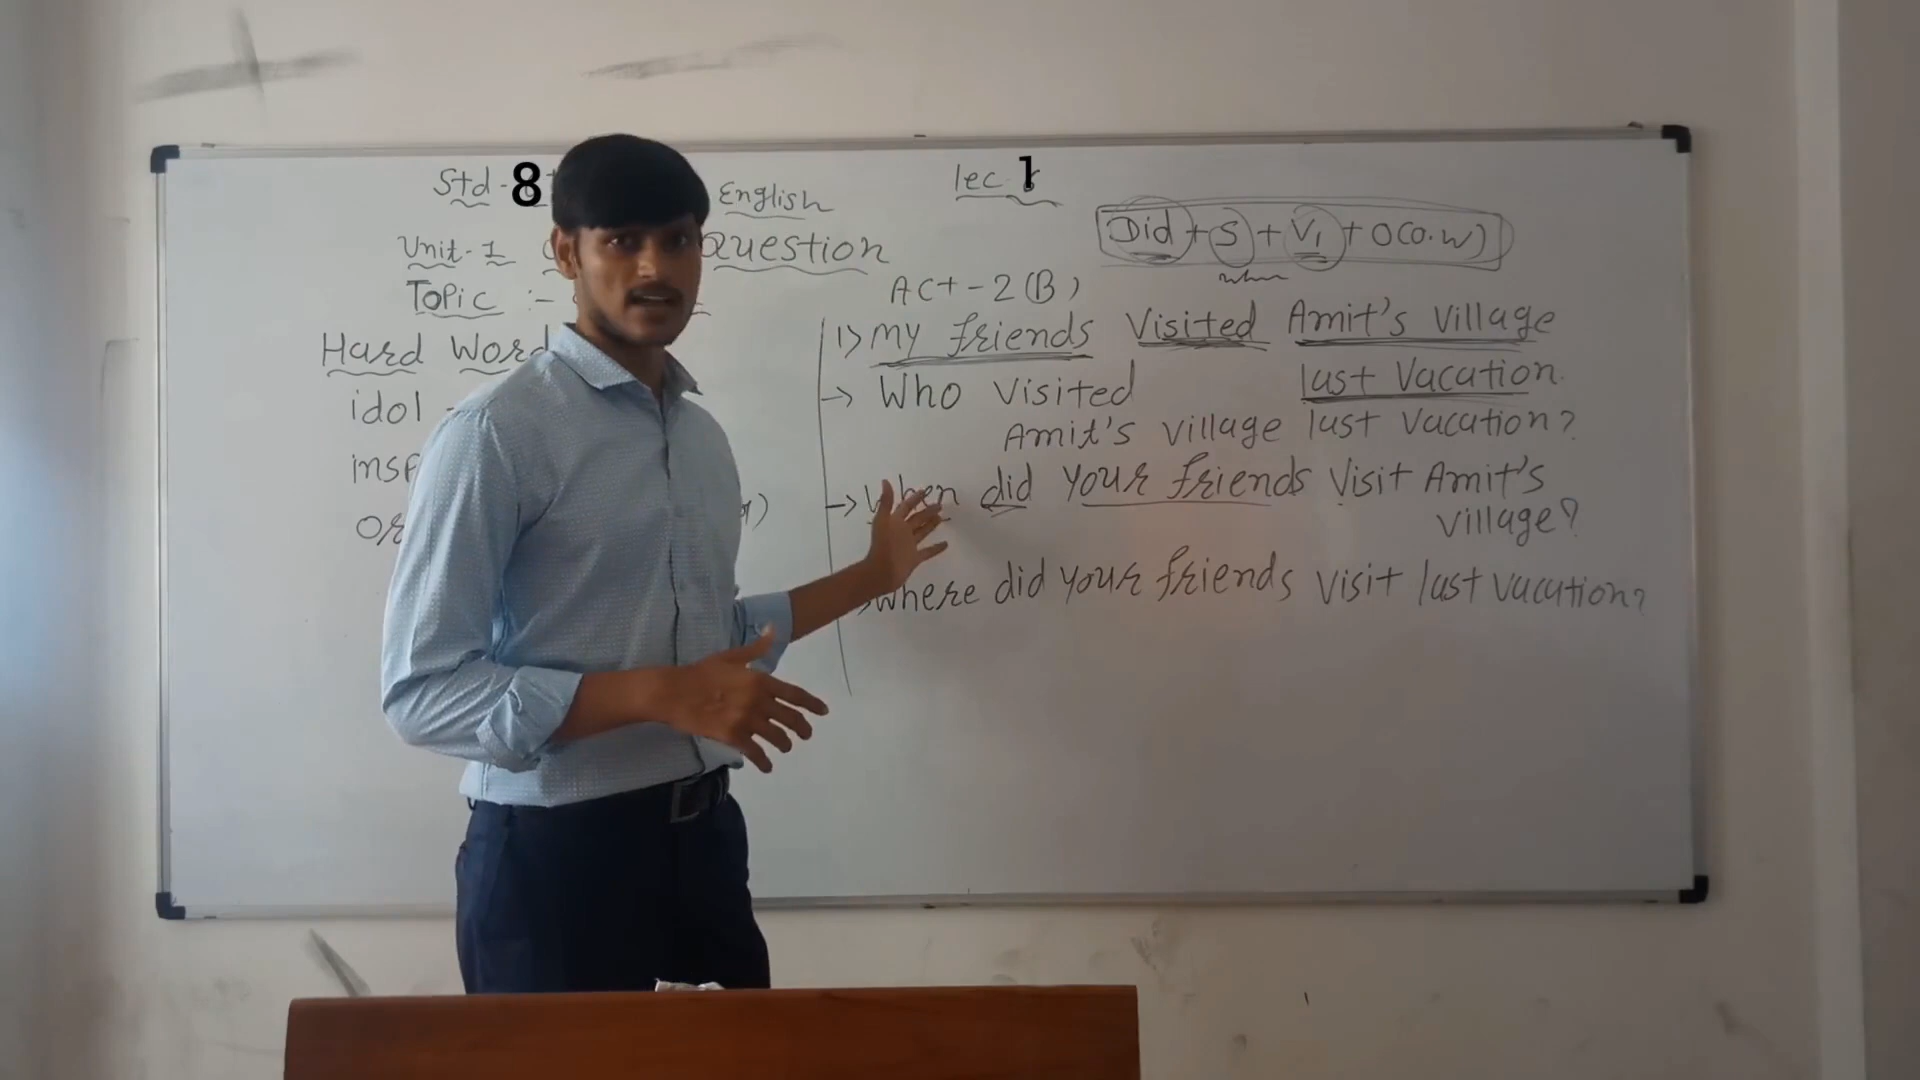 Std - 8
English
lec 1
Unit-1
Question
Topic :-
Hard Word
idol -
Did + S + V1 + O(O.W)
when
Act - 2 (B)
1) My friends Visited Amit's Village
last Vacation.
→ Who Visited
Amit's village last vacation?
→ When did your friends visit Amit's
village?
Where did your friends visit last vacation?